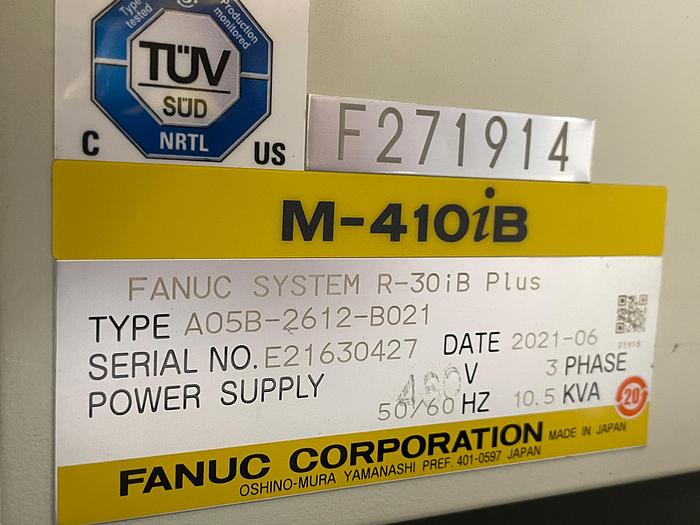 Type tested
Production monitored
TÜV
SÜD
C NRTL US
F271914
M-410iB
FANUC SYSTEM R-30iB Plus
TYPE A05B-2612-B021
SERIAL NO. E21630427 DATE 2021-06
POWER SUPPLY V 3 PHASE
50/60 HZ 10.5 KVA
20
FANUC CORPORATION MADE IN JAPAN
OSHINO-MURA YAMANASHI PREF. 401-0597 JAPAN